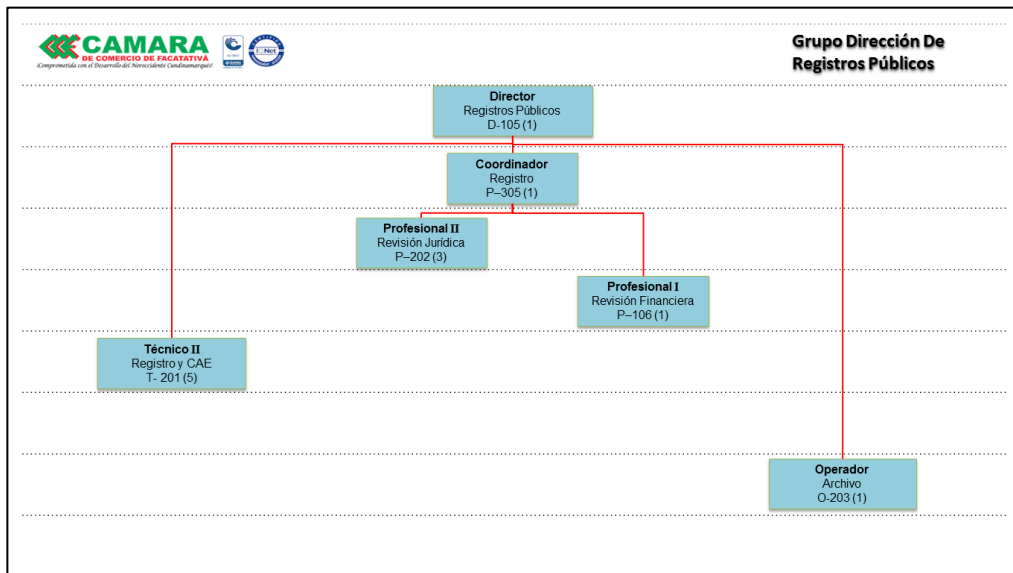 CAMARA
DE COMERCIO DE FACATATIVÁ
¡Comprometida con el Desarrollo del Noroccidente Cundinamarqués!
IQNet
Grupo Dirección De
Registros Públicos
Director
Registros Públicos
D-105 (1)
Coordinador
Registro
P–305 (1)
Profesional II
Revisión Jurídica
P–202 (3)
Profesional I
Revisión Financiera
P–106 (1)
Técnico II
Registro y CAE
T- 201 (5)
Operador
Archivo
O-203 (1)